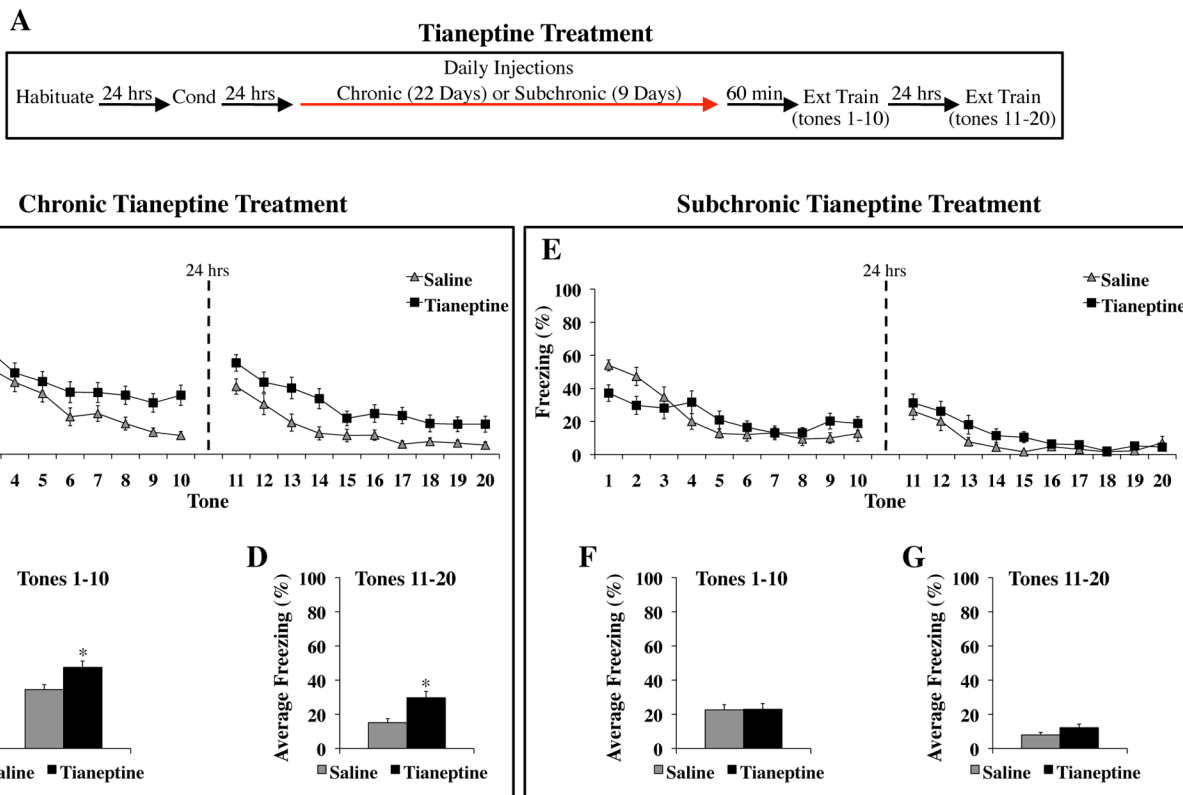 A
Tianeptine Treatment
Daily Injections
Habituate 24 hrs Cond 24 hrs Chronic (22 Days) or Subchronic (9 Days) 60 min Ext Train 24 hrs Ext Train
(tones 1-10) (tones 11-20)
Chronic Tianeptine Treatment
24 hrs
Saline
Tianeptine
4 5 6 7 8 9 10 11 12 13 14 15 16 17 18 19 20
Tone
Tones 1-10
*
Saline Tianeptine
D
Tones 11-20
Average Freezing (%)
100
80
60
40
20
0
*
Saline Tianeptine
Subchronic Tianeptine Treatment
E
24 hrs
Saline
Tianeptine
Freezing (%)
100
80
60
40
20
0
1 2 3 4 5 6 7 8 9 10 11 12 13 14 15 16 17 18 19 20
Tone
F
Tones 1-10
Average Freezing (%)
100
80
60
40
20
0
Saline Tianeptine
G
Tones 11-20
Average Freezing (%)
100
80
60
40
20
0
Saline Tianeptine